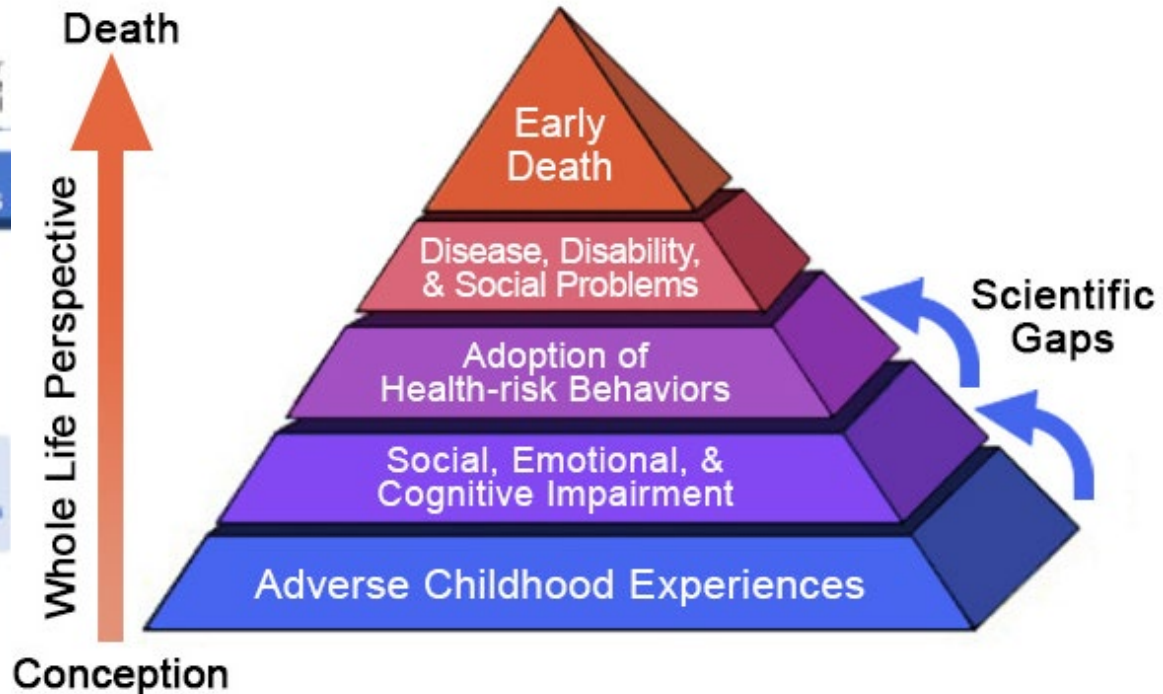 Death
Whole Life Perspective
Conception
Early
Death
Disease, Disability,
& Social Problems
Adoption of
Health-risk Behaviors
Social, Emotional, &
Cognitive Impairment
Adverse Childhood Experiences
Scientific
Gaps